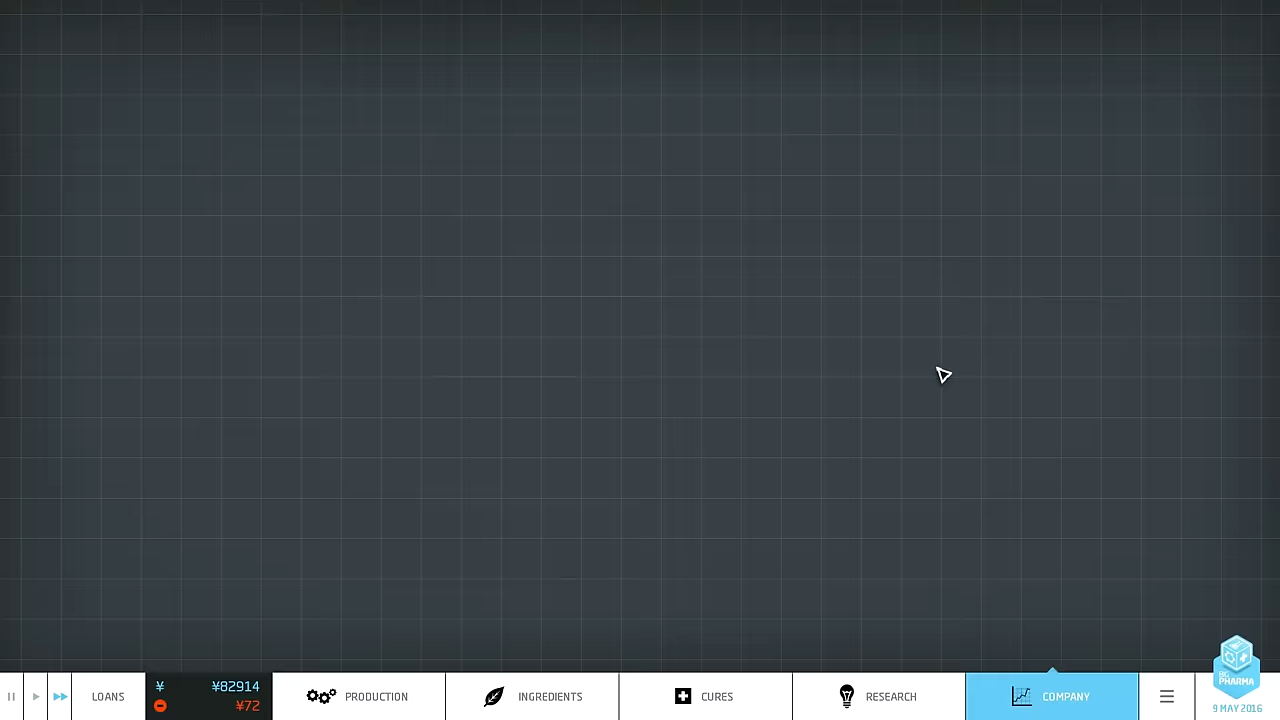 LOANS
¥ ¥82914
¥72
PRODUCTION
INGREDIENTS
CURES
RESEARCH
COMPANY
BIG
PHARMA
9 MAY 2016